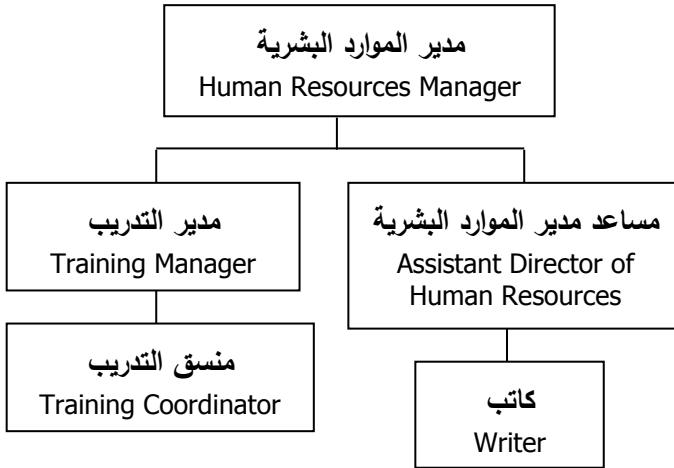 مدير الموارد البشرية
Human Resources Manager
مدير التدريب
Training Manager
مساعد مدير الموارد البشرية
Assistant Director of
Human Resources
منسق التدريب
Training Coordinator
كاتب
Writer